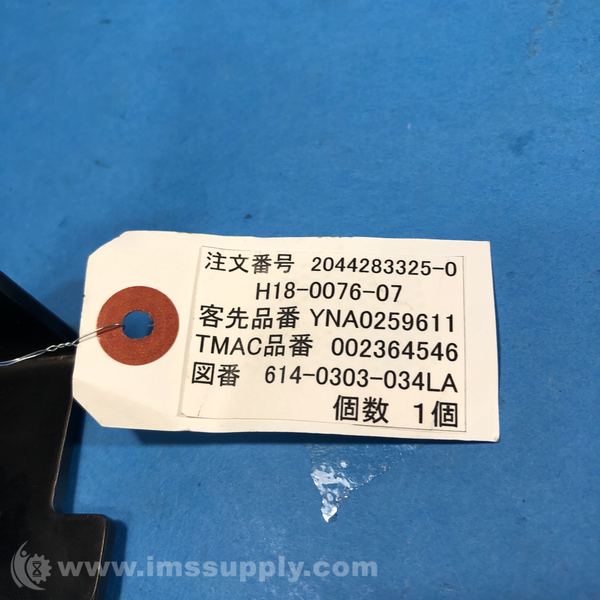 注文番号 2044283325-0
H18-0076-07
客先品番 YNA0259611
TMAC品番 002364546
図番 614-0303-034LA
個数 1個
www.imssupply.com